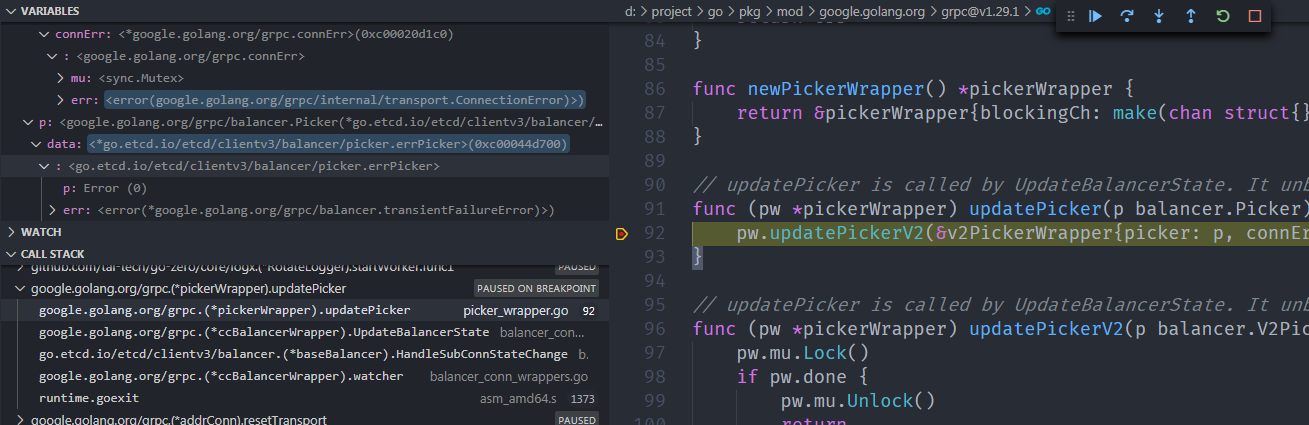 VARIABLES
connErr: <*google.golang.org/grpc.connErr>(0xc00020d1c0)
: <google.golang.org/grpc.connErr>
mu: <sync.Mutex>
err: <error(google.golang.org/grpc/internal/transport.ConnectionError)>)
p: <google.golang.org/grpc/balancer.Picker(*go.etcd.io/etcd/clientv3/balancer/...
data: <*go.etcd.io/etcd/clientv3/balancer/picker.errPicker>(0xc00044d700)
: <go.etcd.io/etcd/clientv3/balancer/picker.errPicker>
p: Error (0)
err: <error(*google.golang.org/grpc/balancer.transientFailureError)>)
WATCH
CALL STACK
github.com/tal-tech/go-zero/core/logx.(*RotateLogger).startWorker.func1 PAUSED
google.golang.org/grpc.(*pickerWrapper).updatePicker PAUSED ON BREAKPOINT
google.golang.org/grpc.(*pickerWrapper).updatePicker picker_wrapper.go 92
google.golang.org/grpc.(*ccBalancerWrapper).UpdateBalancerState balancer_con...
go.etcd.io/etcd/clientv3/balancer.(*baseBalancer).HandleSubConnStateChange b.
google.golang.org/grpc.(*ccBalancerWrapper).watcher balancer_conn_wrappers.go
runtime.goexit asm_amd64.s 1373
google.golang.org/grpc.(*addrConn).resetTransport PAUSED
d: > project > go > pkg > mod > google.golang.org > grpc@v1.29.1 >
84 }
85
86 func newPickerWrapper() *pickerWrapper {
87 return &pickerWrapper{blockingCh: make(chan struct{}
88 }
89
90 // updatePicker is called by UpdateBalancerState. It unb
91 func (pw *pickerWrapper) updatePicker(p balancer.Picker)
92 pw.updatePickerV2(&v2PickerWrapper{picker: p, connEr
93 }
94
95 // updatePicker is called by UpdateBalancerState. It unb
96 func (pw *pickerWrapper) updatePickerV2(p balancer.V2Pic
97 pw.mu.Lock()
98 if pw.done {
99 pw.mu.Unlock()
100 return